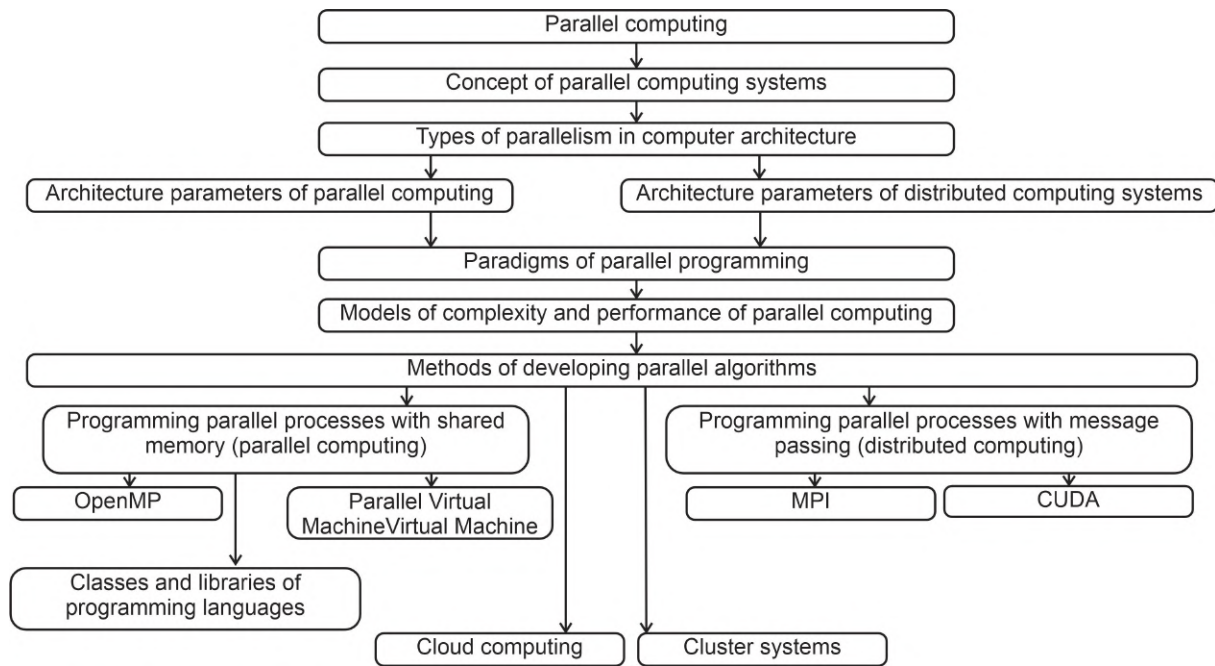 Parallel computing
Concept of parallel computing systems
Types of parallelism in computer architecture
Architecture parameters of parallel computing
Architecture parameters of distributed computing systems
Paradigms of parallel programming
Models of complexity and performance of parallel computing
Methods of developing parallel algorithms
Programming parallel processes with shared
memory (parallel computing)
Programming parallel processes with message
passing (distributed computing)
OpenMP
Parallel Virtual
MachineVirtual Machine
MPI
CUDA
Classes and libraries of
programming languages
Cloud computing
Cluster systems